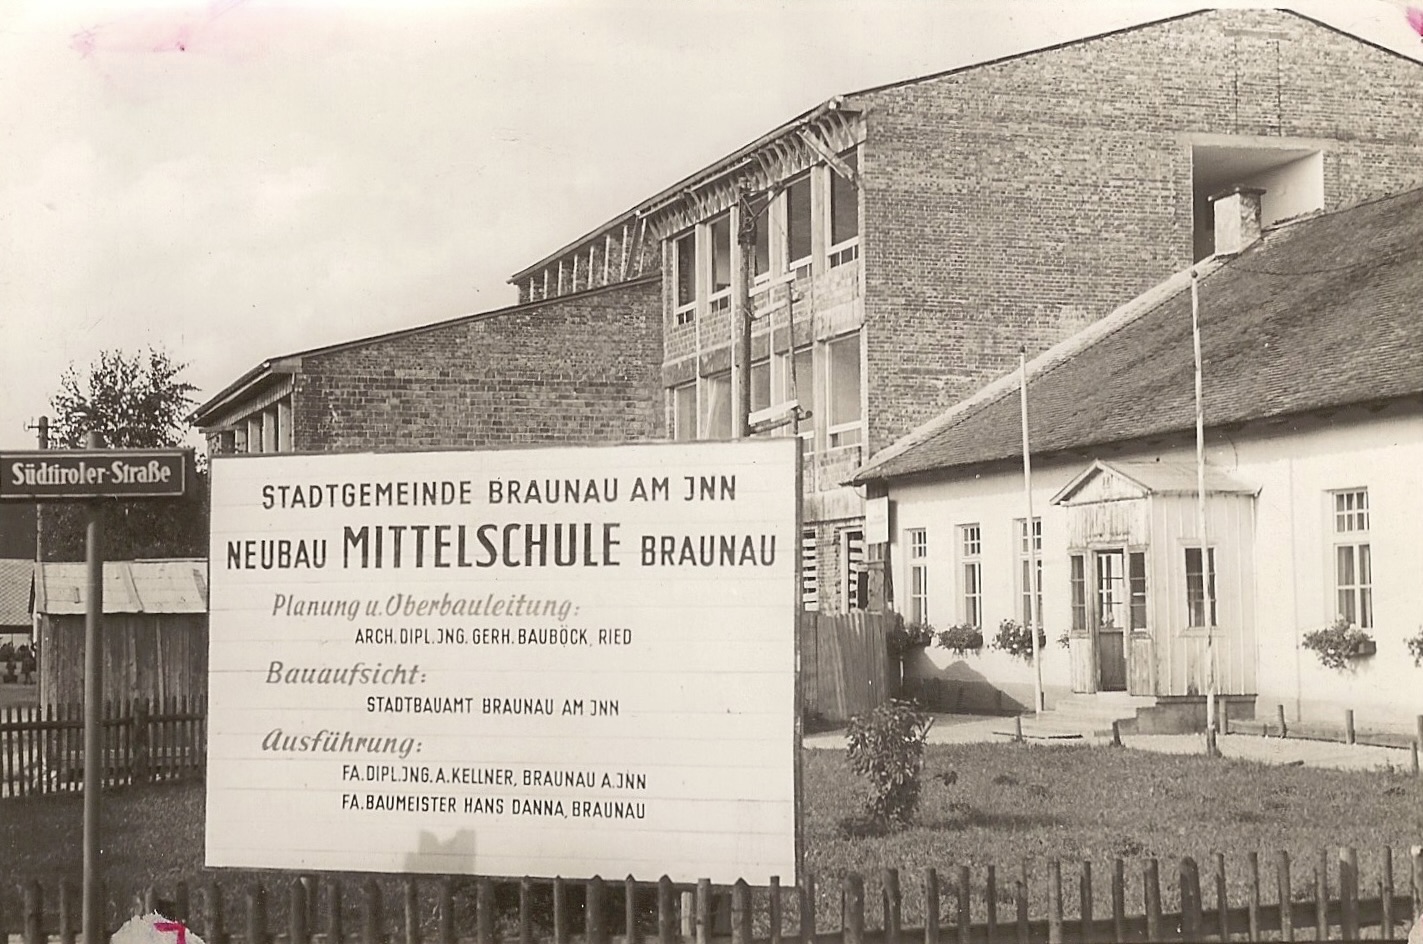 Südtiroler-Straße
STADTGEMEINDE BRAUNAU AM JNN
NEUBAU MITTELSCHULE BRAUNAU
Planung u. Oberbauleitung:
ARCH. DIPL. JNG. GERH. BAUBÖCK, RIED
Bauaufsicht:
STADTBAUAMT BRAUNAU AM JNN
Ausführung:
FA. DIPL. JNG. A. KELLNER, BRAUNAU A. JNN
FA. BAUMEISTER HANS DANNA, BRAUNAU